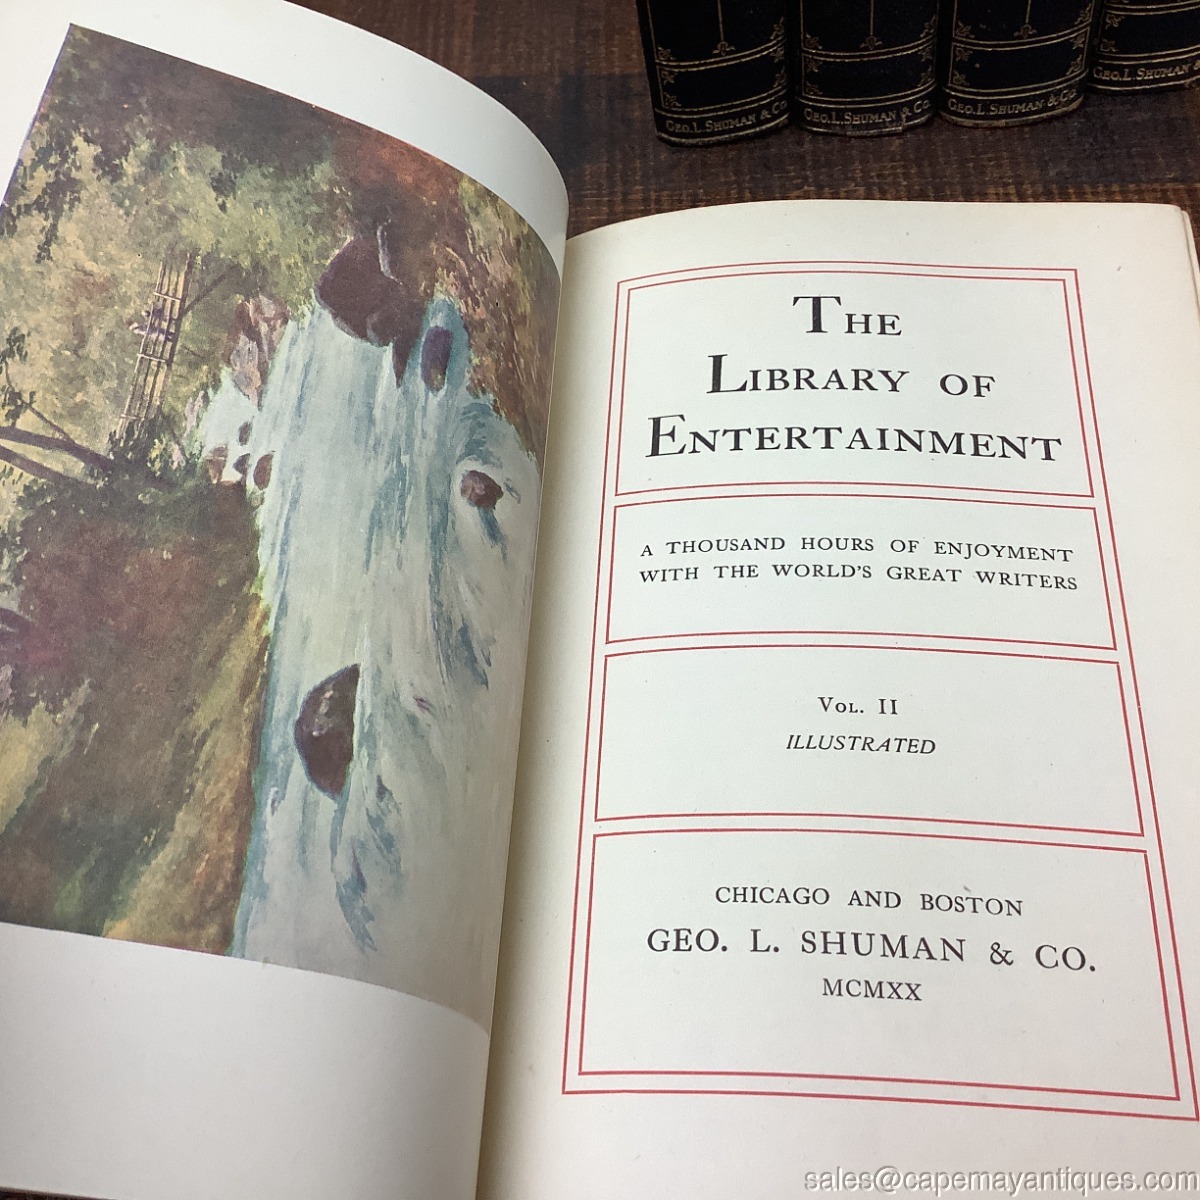 GEO. L. SHUMAN & CO.
GEO. L. SHUMAN & CO.
GEO. L. SHUMAN & CO.
GEO. L. SHUMAN &
THE
LIBRARY OF
ENTERTAINMENT
A THOUSAND HOURS OF ENJOYMENT
WITH THE WORLD'S GREAT WRITERS
VOL. II
ILLUSTRATED
CHICAGO AND BOSTON
GEO. L. SHUMAN & CO.
MCMXX
sales@capemayantiques.com